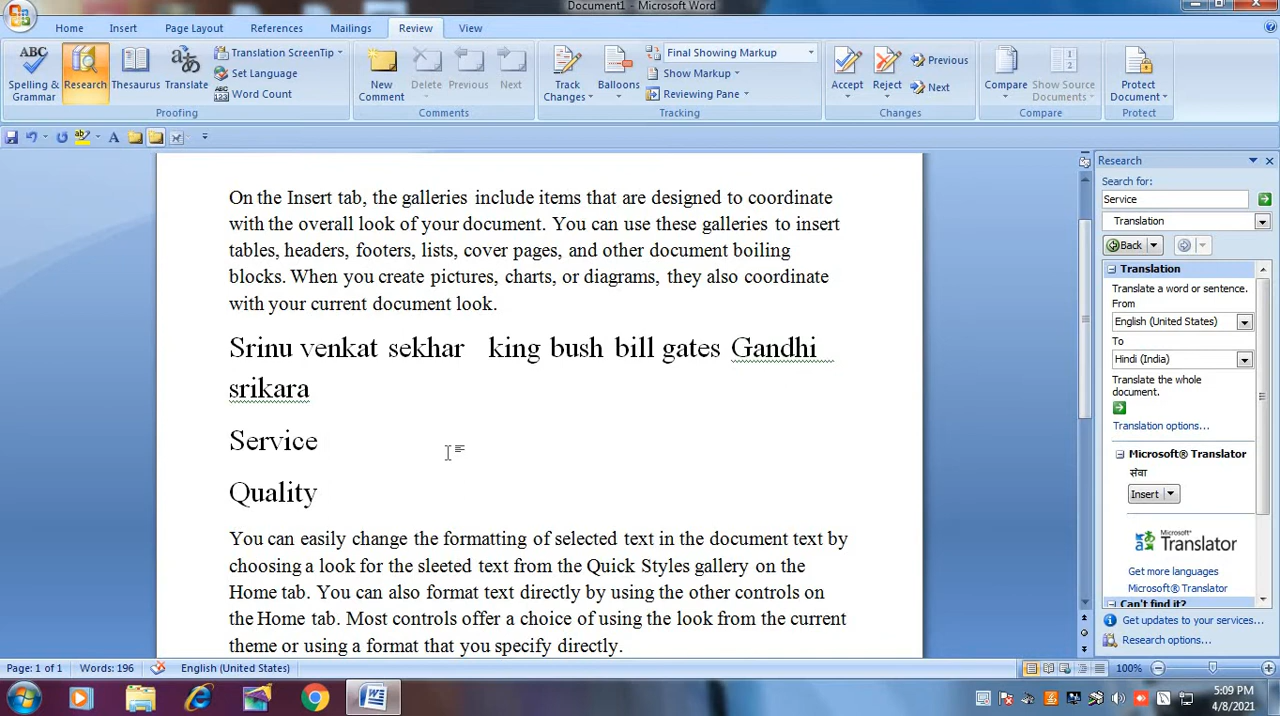 Document1 - Microsoft Word
Home Insert Page Layout References Mailings Review View
Spelling & Grammar
Research
Thesaurus
Translate
Translation ScreenTip
Set Language
Word Count
Proofing
New Comment
Delete
Previous
Next
Comments
Track Changes
Balloons
Final Showing Markup
Show Markup
Reviewing Pane
Tracking
Accept
Reject
Previous
Next
Changes
Compare
Show Source Documents
Compare
Protect Document
Protect
On the Insert tab, the galleries include items that are designed to coordinate
with the overall look of your document. You can use these galleries to insert
tables, headers, footers, lists, cover pages, and other document boiling
blocks. When you create pictures, charts, or diagrams, they also coordinate
with your current document look.
Srinu venkat sekhar king bush bill gates Gandhi
srikara
Service
Quality
You can easily change the formatting of selected text in the document text by
choosing a look for the sleeted text from the Quick Styles gallery on the
Home tab. You can also format text directly by using the other controls on
the Home tab. Most controls offer a choice of using the look from the current
theme or using a format that you specify directly.
Research
Search for:
Service
Translation
Back
Translation
Translate a word or sentence.
From
English (United States)
To
Hindi (India)
Translate the whole
document.
Translation options...
Microsoft® Translator
सेवा
Insert
Microsoft®
Translator
Get more languages
Microsoft® Translator
Can't find it?
Get updates to your services...
Research options...
Page: 1 of 1 Words: 196 English (United States) 100%
5:09 PM
4/8/2021